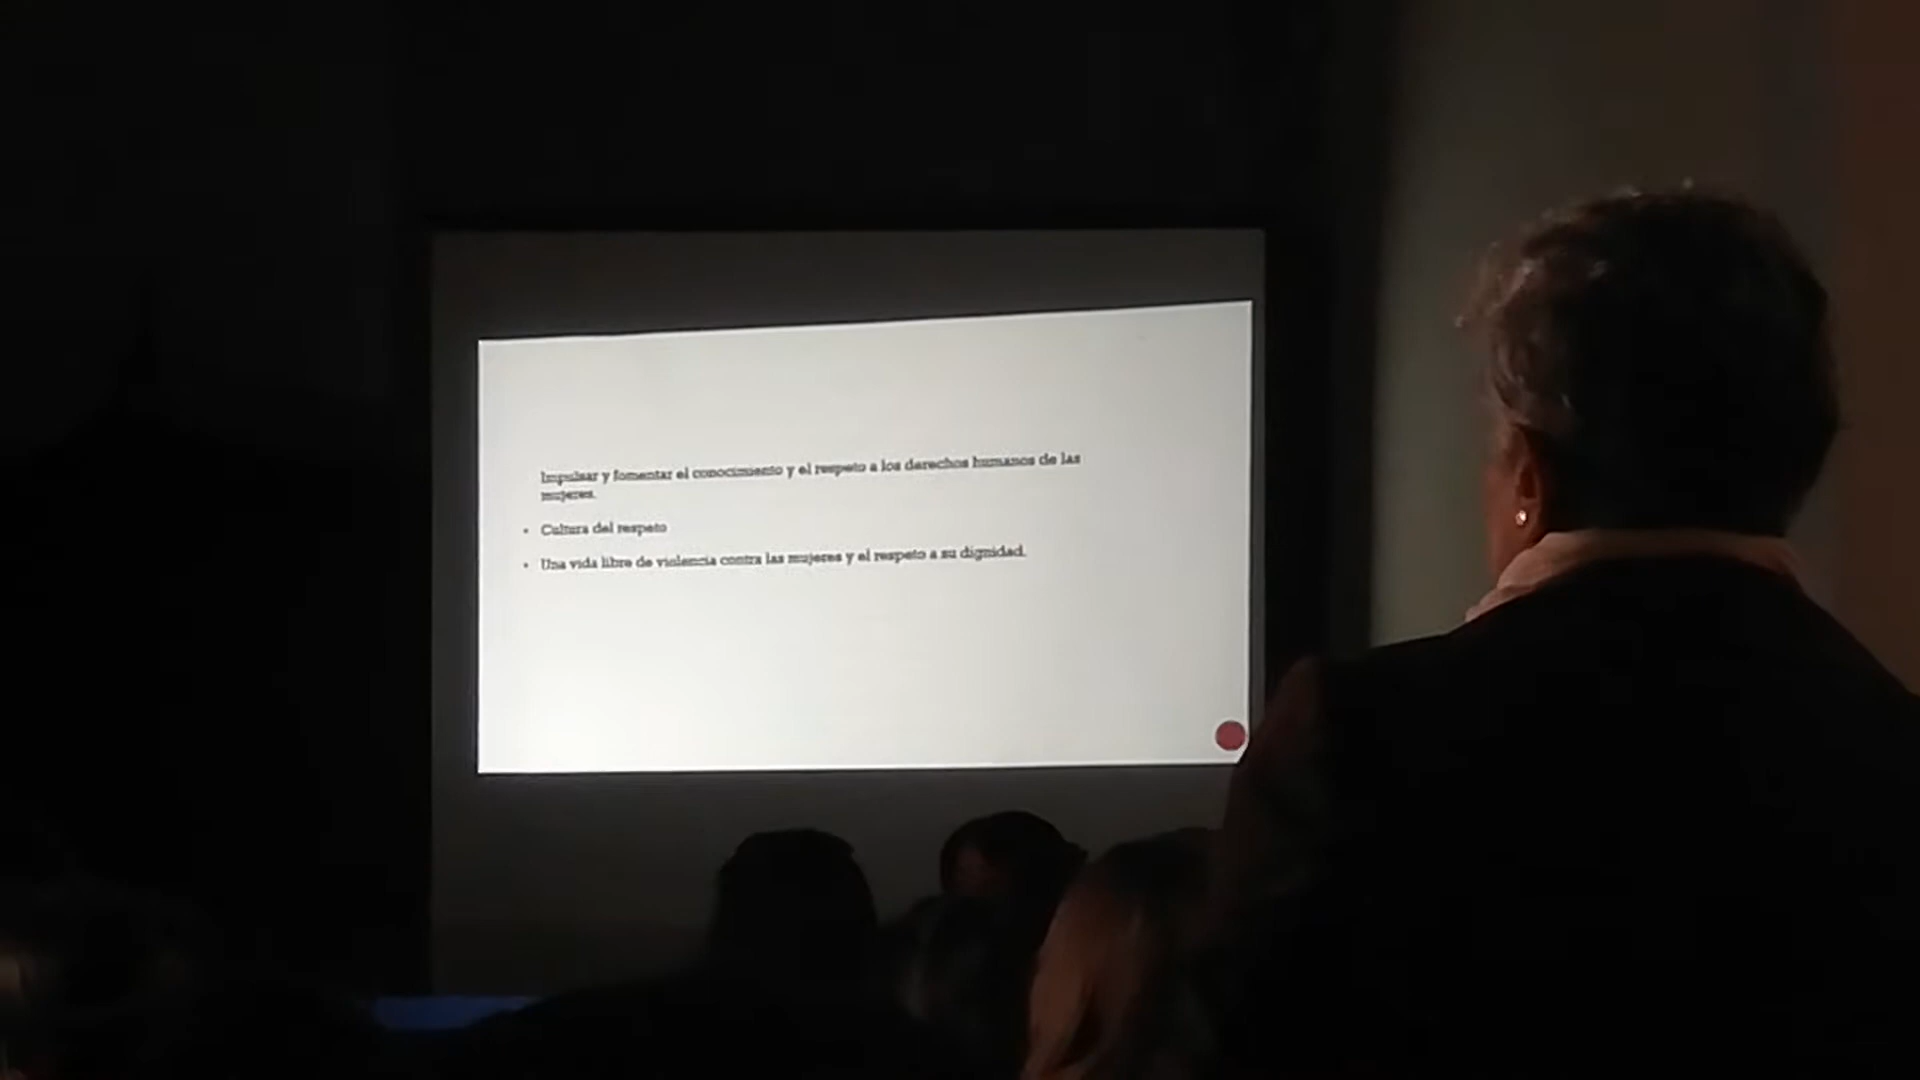 Impulsar y fomentar el conocimiento y el respeto a los derechos humanos de las
mujeres.
• Cultura del respeto
• Una vida libre de violencia contra las mujeres y el respeto a su dignidad.